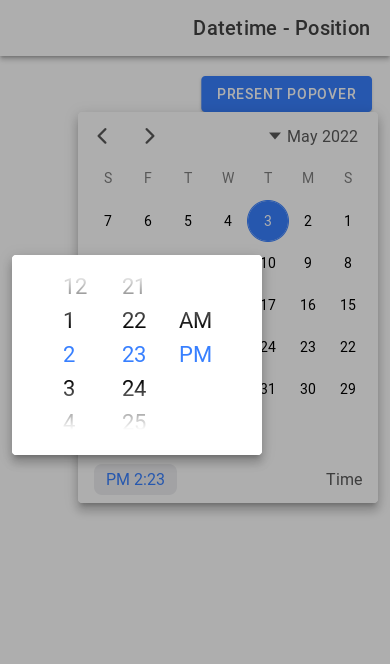 Datetime - Position
PRESENT POPOVER
May 2022
S F T W T M S
7 6 5 4 3 2 1
10 9 8
17 16 15
24 23 22
31 30 29
12 21
1 22 AM
2 23 PM
3 24
4 25
PM 2:23 Time